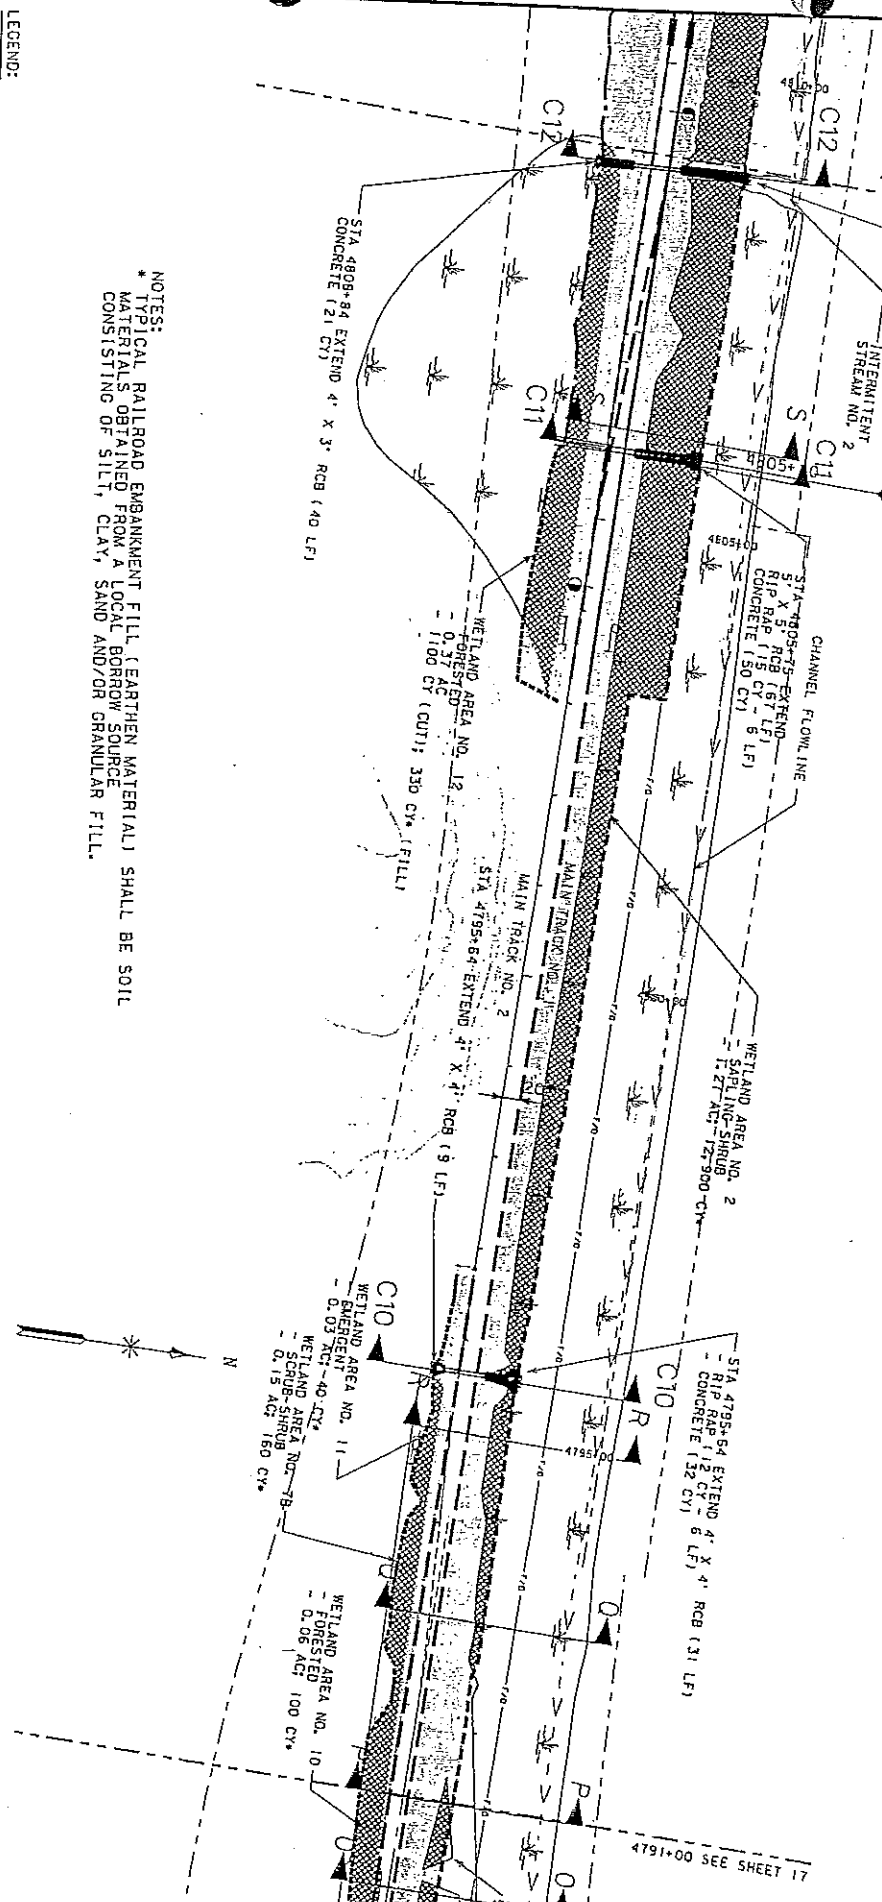 LEGEND:
NOTES:
* TYPICAL RAILROAD EMBANKMENT FILL (EARTHEN MATERIAL) SHALL BE SOIL
MATERIALS OBTAINED FROM A LOCAL BORROW SOURCE
CONSISTING OF SILT, CLAY, SAND AND/OR GRANULAR FILL.
C12
C12
STA 4808+84 EXTEND 4' X 3' RCB (40 LF)
CONCRETE (21 CY)
INTERMITENT
STREAM NO. 2
C11
S
S
C11
4805+00
STA 4805+75 EXTEND
5' X 5' RCB (67 LF)
RIP RAP (15 CY - 6 LF)
CONCRETE (50 CY)
CHANNEL FLOWLINE
WETLAND AREA NO. 12
- FORESTED
- 0.37 AC
1100 CY (CUT); 330 CY* (FILL)
MAIN TRACK NO. 1
MAIN TRACK NO. 2
STA 4795+64 EXTEND 4' X 4' RCB (9 LF)
WETLAND AREA NO. 2
- SAPLING-SHRUB
- 1.27 AC; 12,900 CY*
F/O
F/O
F/O
F/O
F/O
F/O
F/O
F/O
C10
C10
STA 4795+64 EXTEND 4' X 4' RCB (31 LF)
- RIP RAP (12 CY - 6 LF)
- CONCRETE (32 CY)
R
R
4795+00
WETLAND AREA NO. 11
- EMERGENT
- 0.03 AC; 40 CY*
WETLAND AREA NO. 7B
- SCRUB-SHRUB
- 0.15 AC; 160 CY*
N
Q
Q
WETLAND AREA NO. 10
- FORESTED
- 0.06 AC; 100 CY*
P
P
4791+00 SEE SHEET 17
O
O